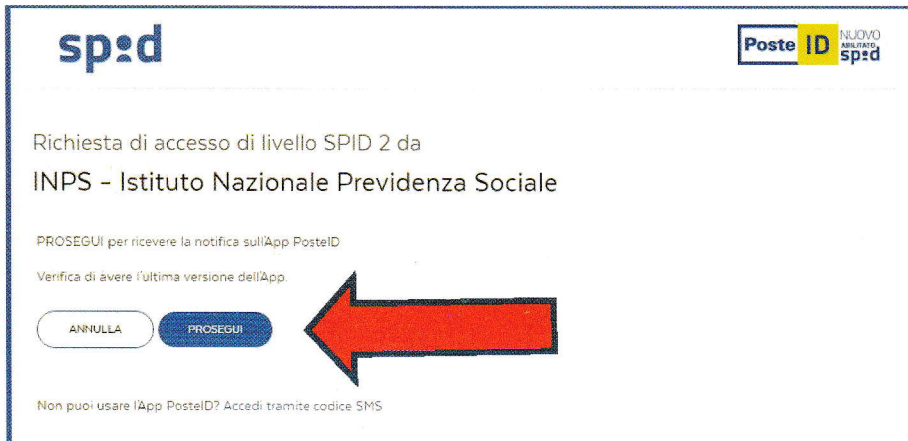 spid
Poste ID NUOVO
ABILITATO
spid
Richiesta di accesso di livello SPID 2 da
INPS - Istituto Nazionale Previdenza Sociale
PROSEGUI per ricevere la notifica sull'App PosteID
Verifica di avere l'ultima versione dell'App.
ANNULLA PROSEGUI
Non puoi usare l'App PosteID? Accedi tramite codice SMS